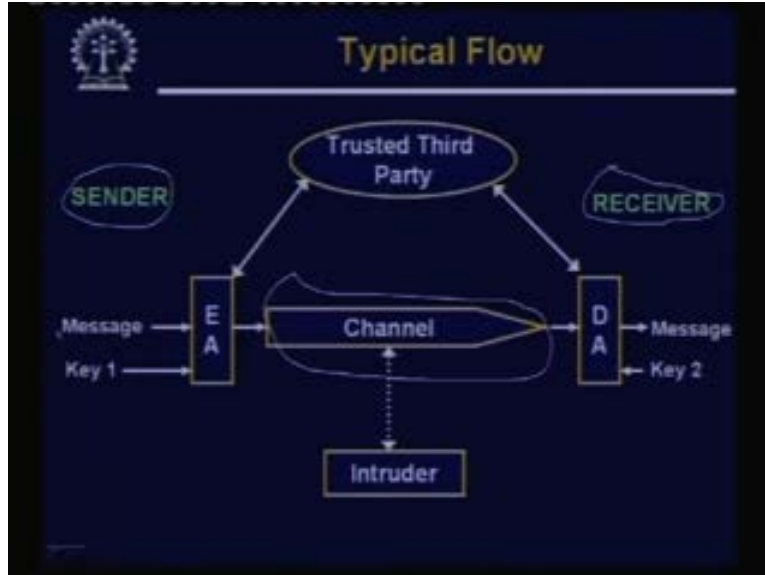 Typical Flow
Trusted Third
Party
SENDER
RECEIVER
Message
E
A
Channel
D
A
Message
Key 1
Key 2
Intruder